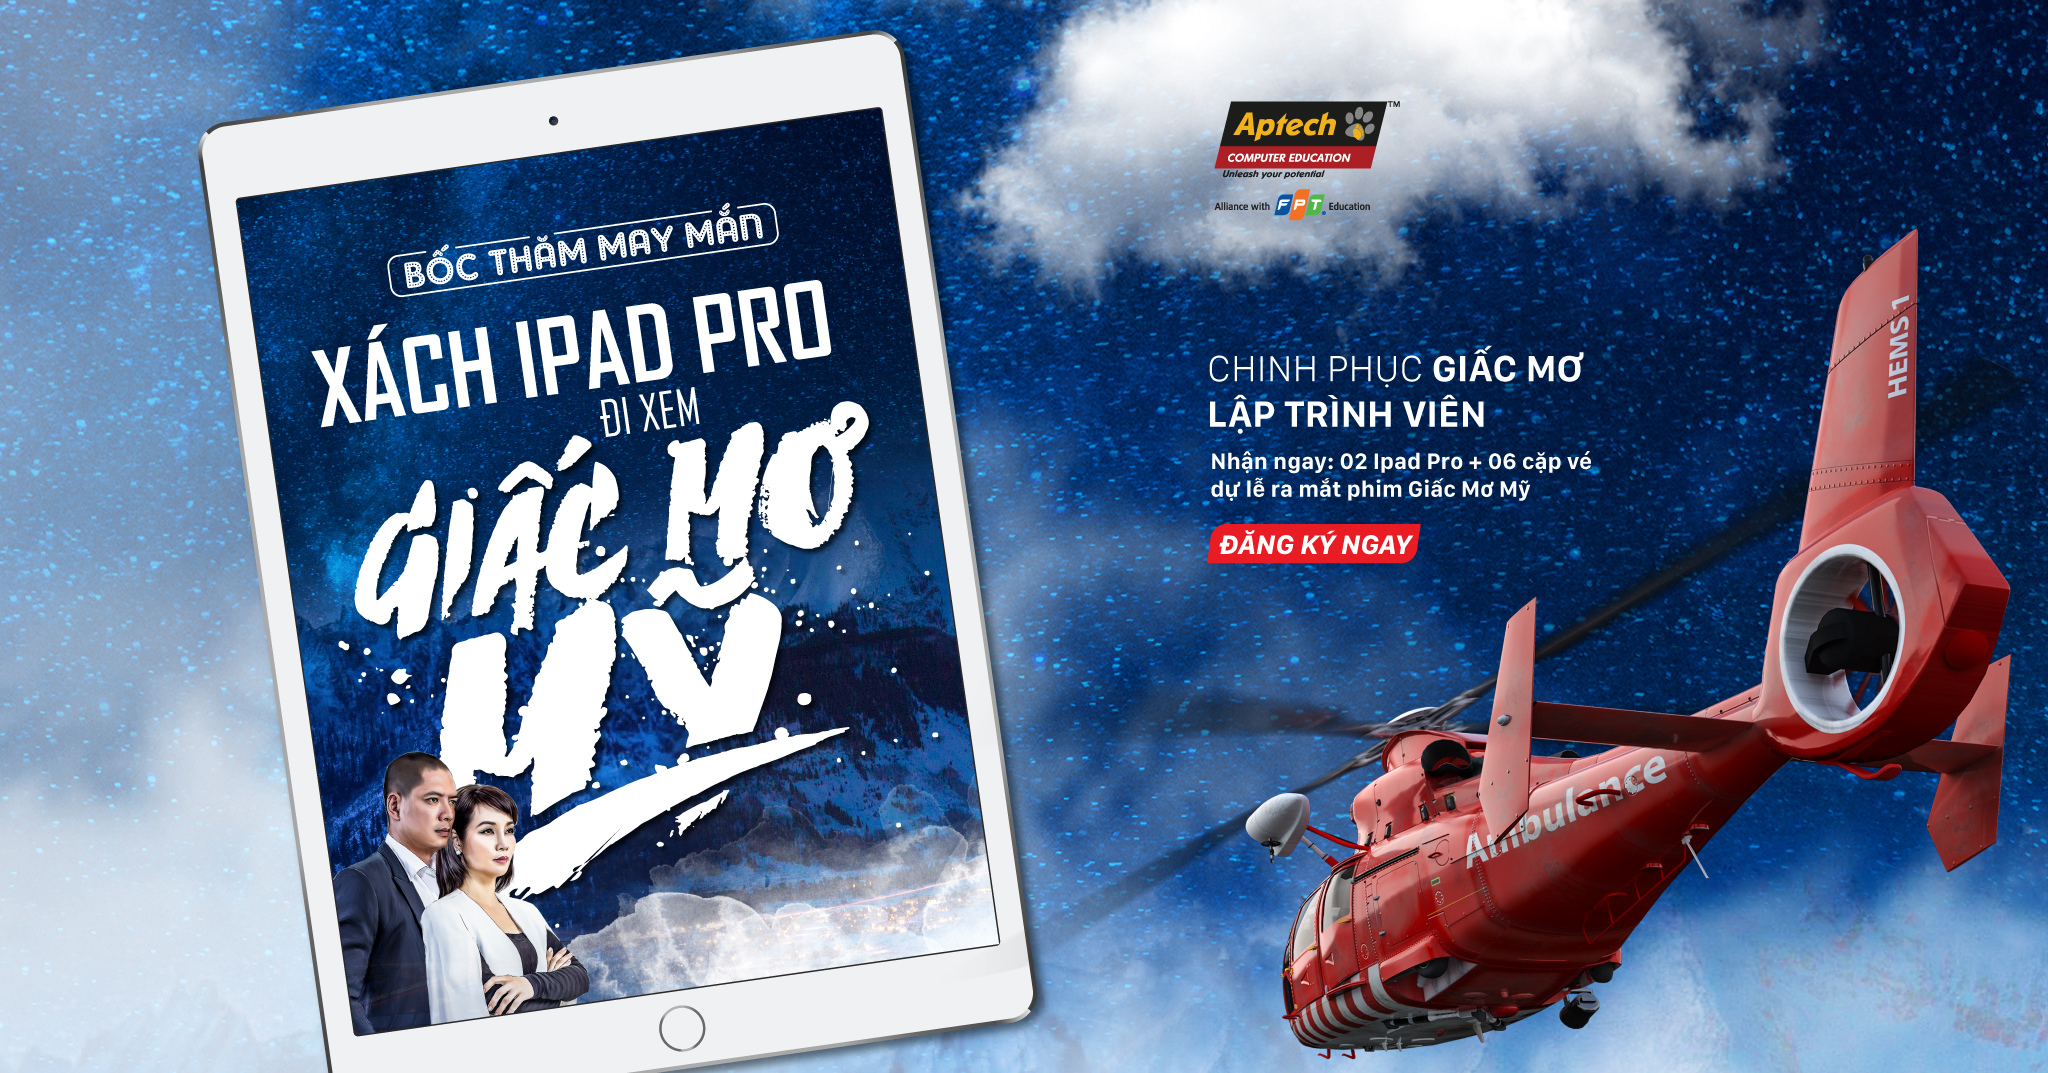 BỐC THĂM MAY MẮN
XÁCH IPAD PRO
ĐI XEM
GIẤC MƠ
MỸ
Aptech
TM
COMPUTER EDUCATION
Unleash your potential
Alliance with FPT Education
CHINH PHỤC GIẤC MƠ
LẬP TRÌNH VIÊN
Nhận ngay: 02 Ipad Pro + 06 cặp vé
dự lễ ra mắt phim Giấc Mơ Mỹ
ĐĂNG KÝ NGAY
HEMS 1
Ambulance